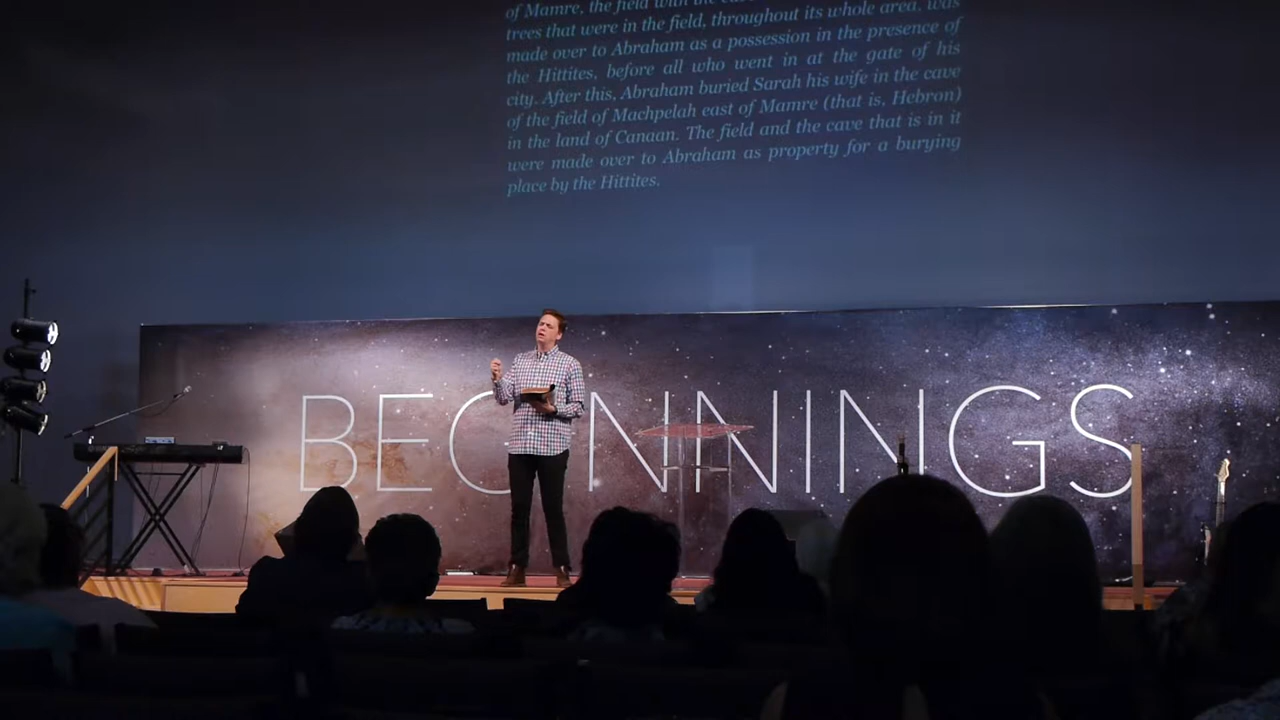 of Mamre, the field with the
trees that were in the field, throughout its whole area, was
made over to Abraham as a possession in the presence of
the Hittites, before all who went in at the gate of his
city. After this, Abraham buried Sarah his wife in the cave
of the field of Machpelah east of Mamre (that is, Hebron)
in the land of Canaan. The field and the cave that is in it
were made over to Abraham as property for a burying
place by the Hittites.
BEGINNINGS